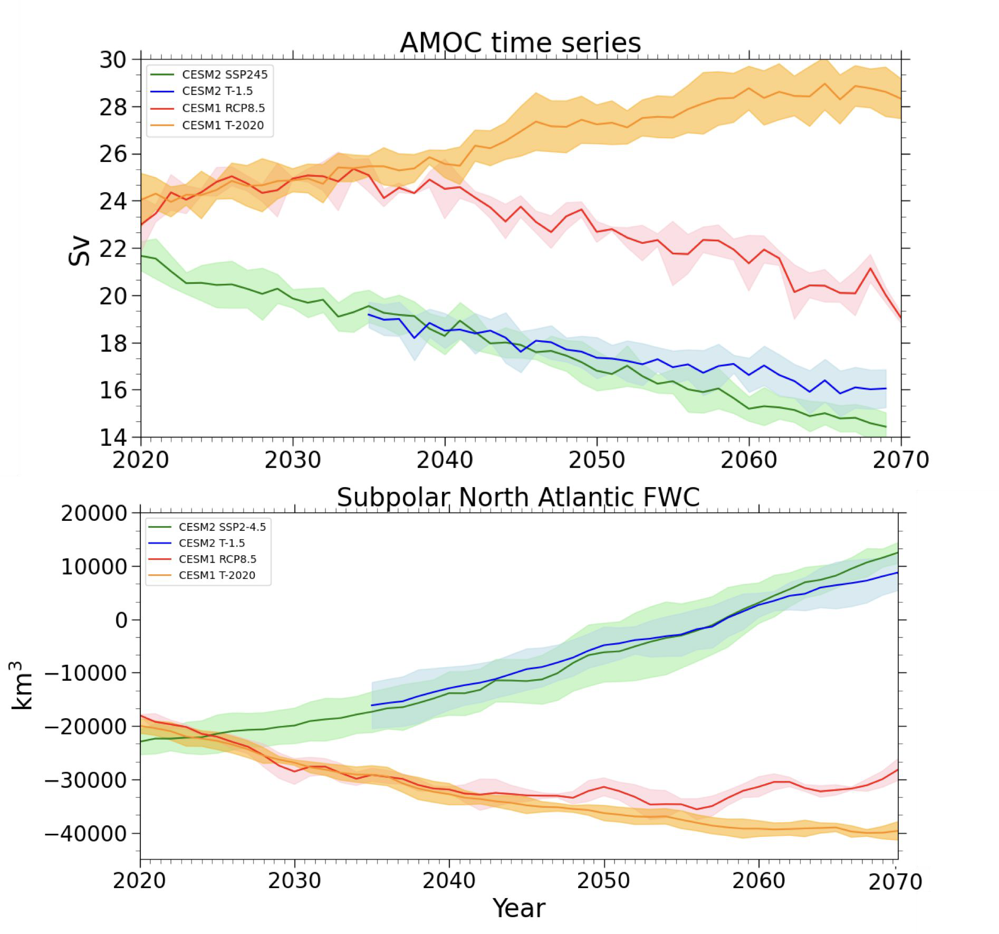 AMOC time series
30
28
26
24
22
20
18
16
14
Sv
CESM2 SSP245
CESM2 T-1.5
CESM1 RCP8.5
CESM1 T-2020
2020 2030 2040 2050 2060 2070
Subpolar North Atlantic FWC
20000
10000
0
−10000
−20000
−30000
−40000
km³
CESM2 SSP2-4.5
CESM2 T-1.5
CESM1 RCP8.5
CESM1 T-2020
2020 2030 2040 2050 2060 2070
Year